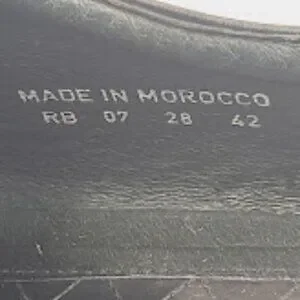 MADE IN MOROCCO
RB 07 28 42